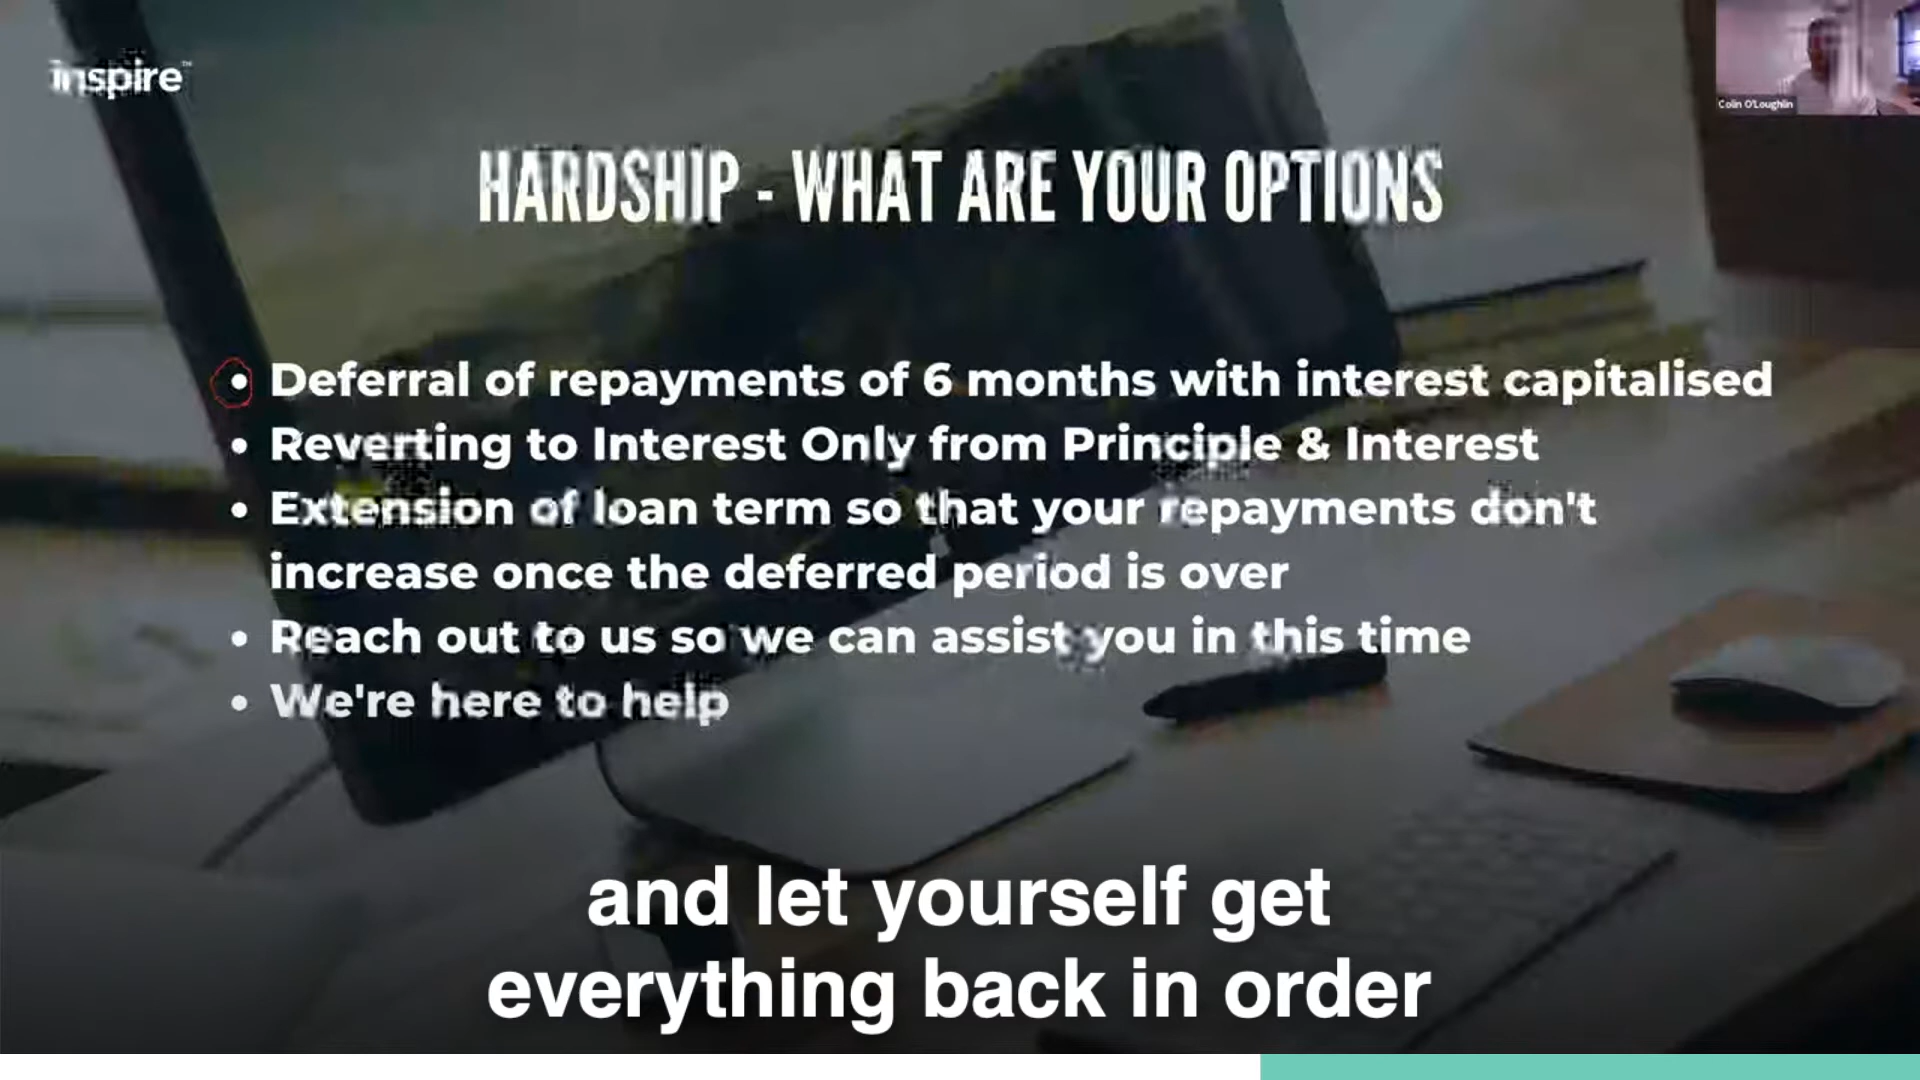 inspire™
Colin O'Loughlin
HARDSHIP - WHAT ARE YOUR OPTIONS
• Deferral of repayments of 6 months with interest capitalised
• Reverting to Interest Only from Principle & Interest
• Extension of loan term so that your repayments don't
increase once the deferred period is over
• Reach out to us so we can assist you in this time
• We're here to help
and let yourself get
everything back in order